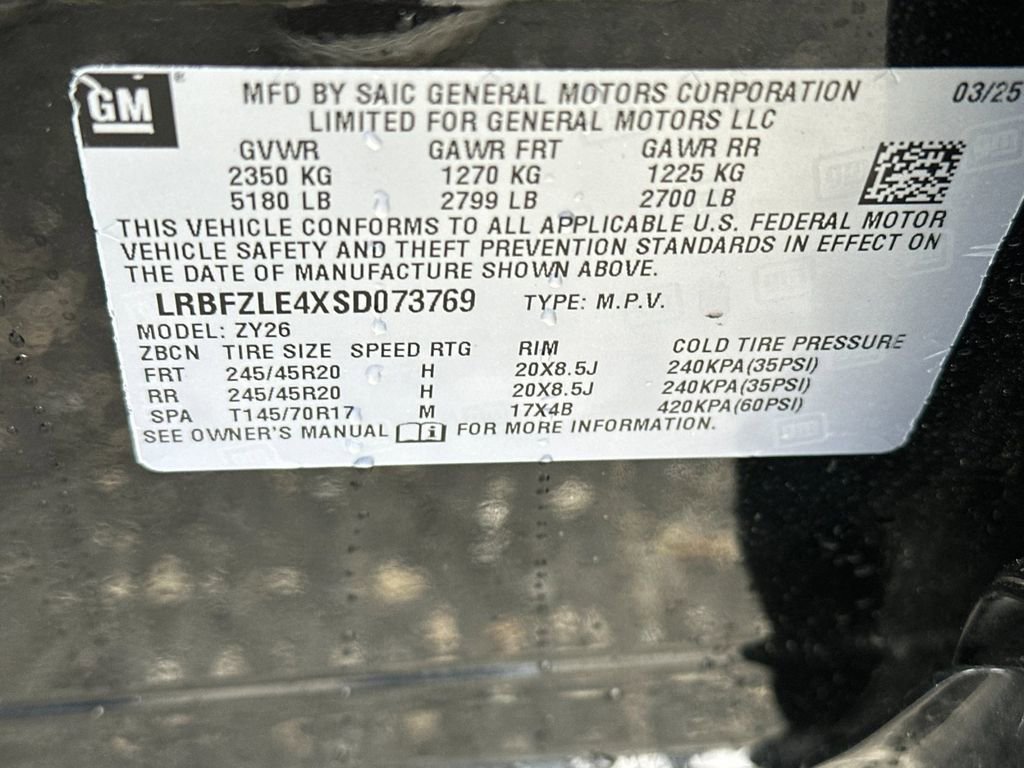 GM ®
MFD BY SAIC GENERAL MOTORS CORPORATION 03/25
LIMITED FOR GENERAL MOTORS LLC
GVWR GAWR FRT GAWR RR
2350 KG 1270 KG 1225 KG
5180 LB 2799 LB 2700 LB
THIS VEHICLE CONFORMS TO ALL APPLICABLE U.S. FEDERAL MOTOR
VEHICLE SAFETY AND THEFT PREVENTION STANDARDS IN EFFECT ON
THE DATE OF MANUFACTURE SHOWN ABOVE.
LRBFZLE4XSD073769 TYPE: M.P.V.
MODEL: ZY26
ZBCN TIRE SIZE SPEED RTG RIM COLD TIRE PRESSURE
FRT 245/45R20 H 20X8.5J 240KPA(35PSI)
RR 245/45R20 H 20X8.5J 240KPA(35PSI)
SPA T145/70R17 M 17X4B 420KPA(60PSI)
SEE OWNER'S MANUAL FOR MORE INFORMATION.